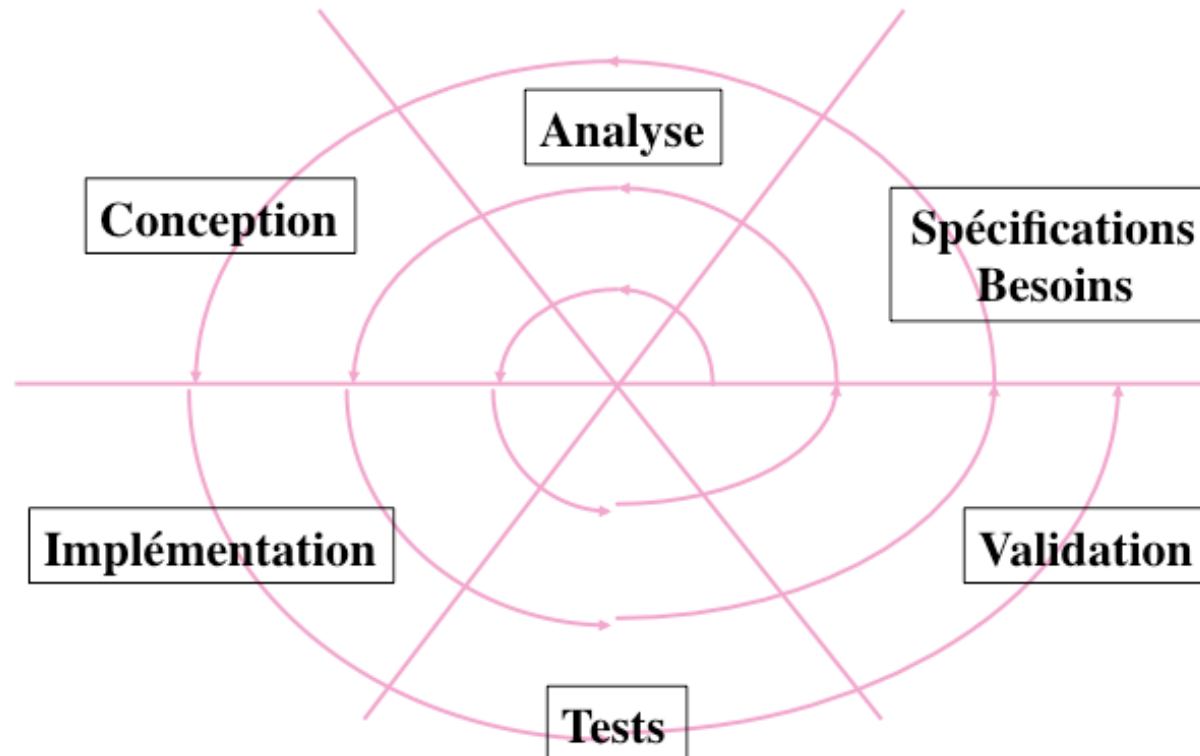 Analyse
Conception
Spécifications
Besoins
Implémentation
Validation
Tests